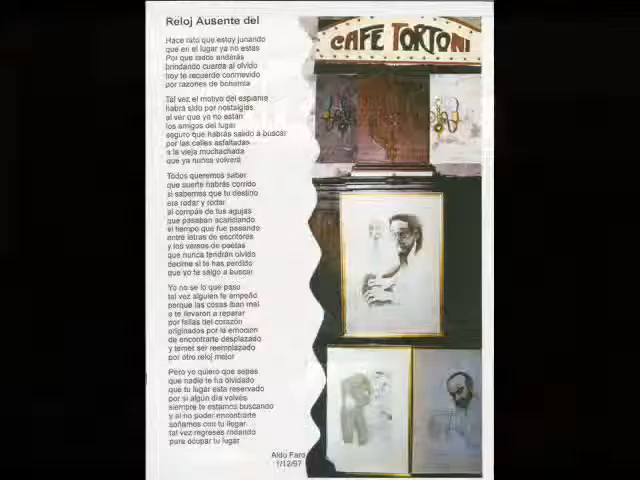 Reloj Ausente del
CAFE TORTONI
Hace rato que estoy junando
que en el lugar ya no estas
Por que lados andarás
brindando cuerda al olvido
hoy te recuerdo conmovido
por razones de bohemia
Tal vez el motivo del espiante
habrá sido por nostalgias
al ver que ya no están
los amigos del lugar
seguro que habrás salido a buscar
por las calles asfaltadas
a la vieja muchachada
que ya nunca volverá
Todos queremos saber
que suerte habrás corrido
si sabemos que tu destino
era rodar y rodar
al compás de tus agujas
que pasaban acariciando
el tiempo que fue pasando
entre letras de escritores
y los versos de poetas
que nunca tendrán olvido
decime si te has perdido
que yo te salgo a buscar
Yo no se lo que paso
tal vez alguien te empeño
porque las cosas iban mal
o te llevaron a reparar
por fallas del corazón
originados por la emoción
de encontrarte desplazado
y temer ser reemplazado
por otro reloj mejor
Pero yo quiero que sepas
que nadie te ha olvidado
que tu lugar esta reservado
por si algún día volvés
siempre te estamos buscando
y al no poder encontrarte
soñamos con tu llegar
tal vez regreses rodando
para ocupar tu lugar
Aldo Faro
1/12/97